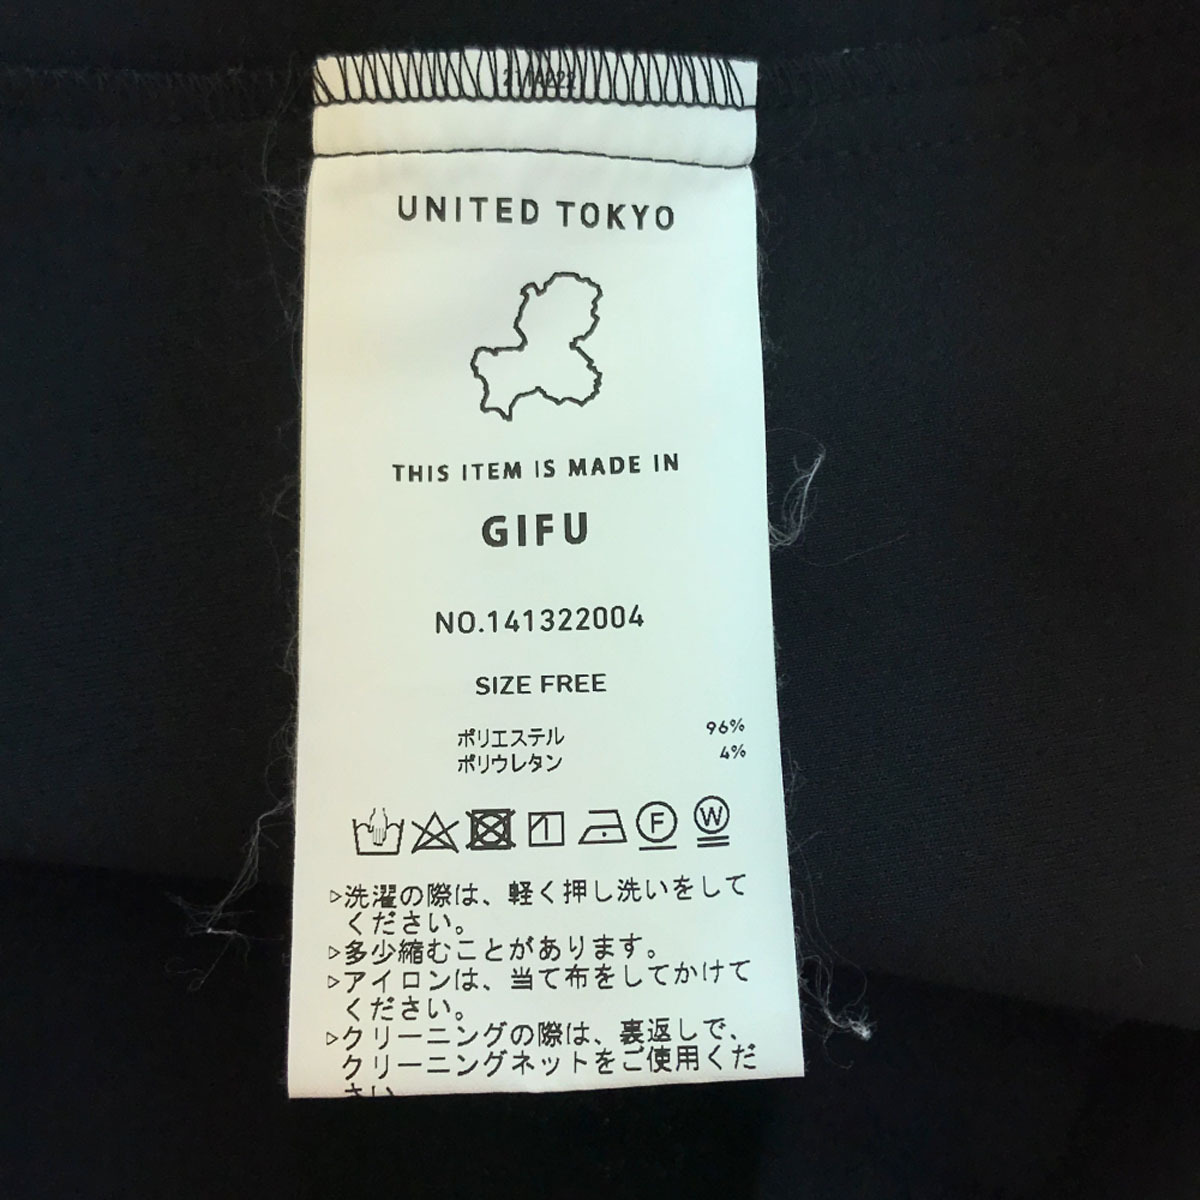 UNITED TOKYO
THIS ITEM IS MADE IN
GIFU
NO.141322004
SIZE FREE
ポリエステル 96%
ポリウレタン 4%
F W
▷洗濯の際は、軽く押し洗いをして
ください。
▷多少縮むことがあります。
▷アイロンは、当て布をしてかけて
ください。
▷クリーニングの際は、裏返しで、
クリーニングネットをご使用くだ
さい